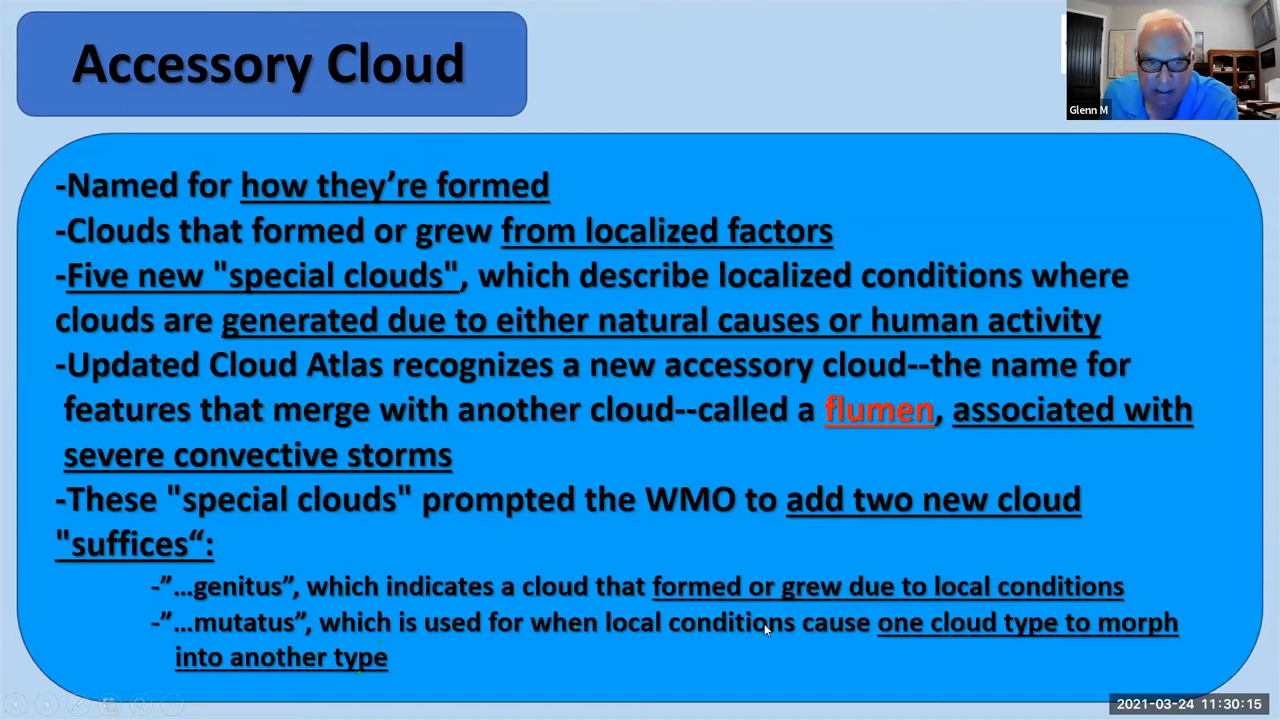 Accessory Cloud
Glenn M
-Named for how they’re formed
-Clouds that formed or grew from localized factors
-Five new "special clouds", which describe localized conditions where
clouds are generated due to either natural causes or human activity
-Updated Cloud Atlas recognizes a new accessory cloud--the name for
features that merge with another cloud--called a flumen, associated with
severe convective storms
-These "special clouds" prompted the WMO to add two new cloud
"suffices“:
-”…genitus”, which indicates a cloud that formed or grew due to local conditions
-”…mutatus”, which is used for when local conditions cause one cloud type to morph
into another type
2021-03-24 11:30:15